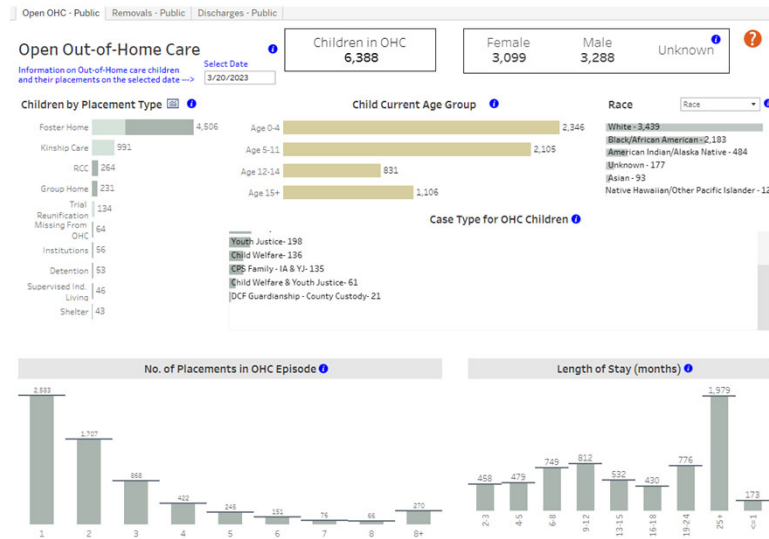 Open OHC - Public Removals - Public Discharges - Public
Open Out-of-Home Care
Information on Out-of-Home care children
and their placements on the selected date --->
Select Date
3/20/2023
Children in OHC
6,388
Female Male Unknown
3,099 3,288
?
Children by Placement Type
Foster Home 4,506
Kinship Care 991
RCC 264
Group Home 231
Trial
Reunification 134
Missing From
OHC 64
Institutions 56
Detention 53
Supervised Ind.
Living 46
Shelter 43
Child Current Age Group
Age 0-4 2,346
Age 5-11 2,105
Age 12-14 831
Age 15+ 1,106
Race Race
White - 3,439
Black/African American - 2,183
American Indian/Alaska Native - 484
Unknown - 177
Asian - 93
Native Hawaiian/Other Pacific Islander - 12
Case Type for OHC Children
Youth Justice- 198
Child Welfare- 136
CPS Family - IA & YJ- 135
Child Welfare & Youth Justice- 61
DCF Guardianship - County Custody- 21
No. of Placements in OHC Episode
2,583 1,707 868 422 246 151 75 66 270
1 2 3 4 5 6 7 8 8+
Length of Stay (months)
458 479 749 812 532 430 776 1,979 173
2-3 4-5 6-8 9-12 13-15 16-18 19-24 25+ <=1